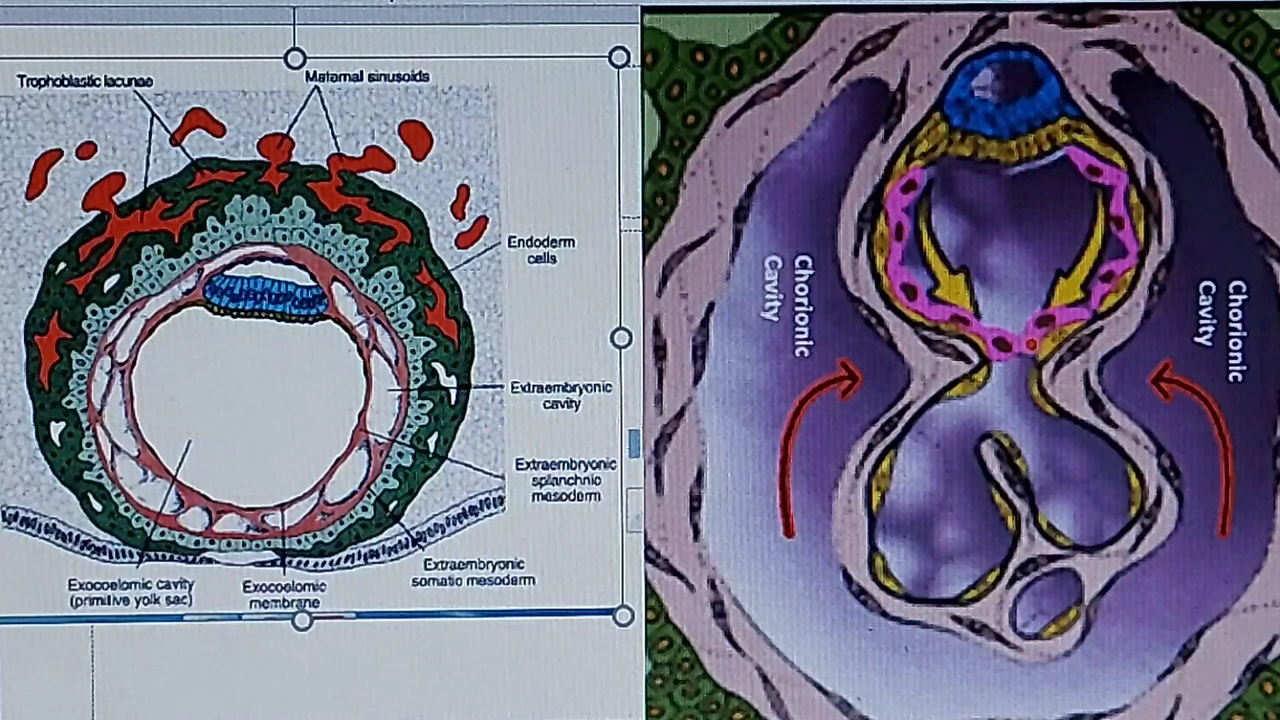 Trophoblastic lacunae
Maternal sinusoids
Endoderm
cells
Extraembryonic
cavity
Extraembryonic
splanchnic
mesoderm
Extraembryonic
somatic mesoderm
Exocoelomic cavity
(primitive yolk sac)
Exocoelomic
membrane
Chorionic
Cavity
Chorionic
Cavity